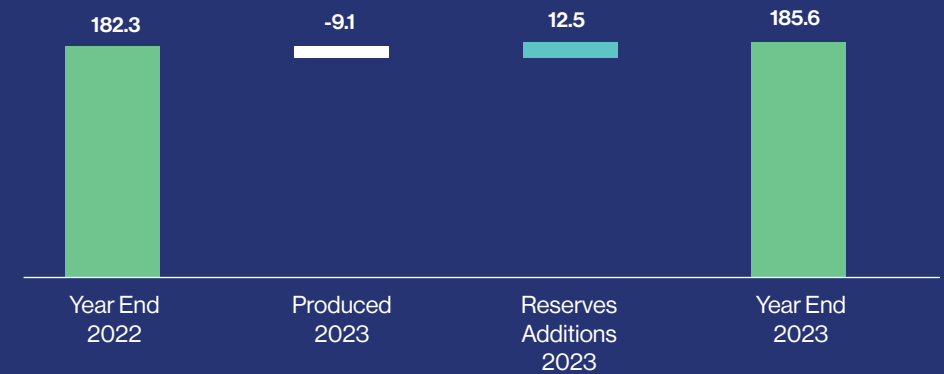 182.3
-9.1
12.5
185.6
Year End
2022
Produced
2023
Reserves
Additions
2023
Year End
2023